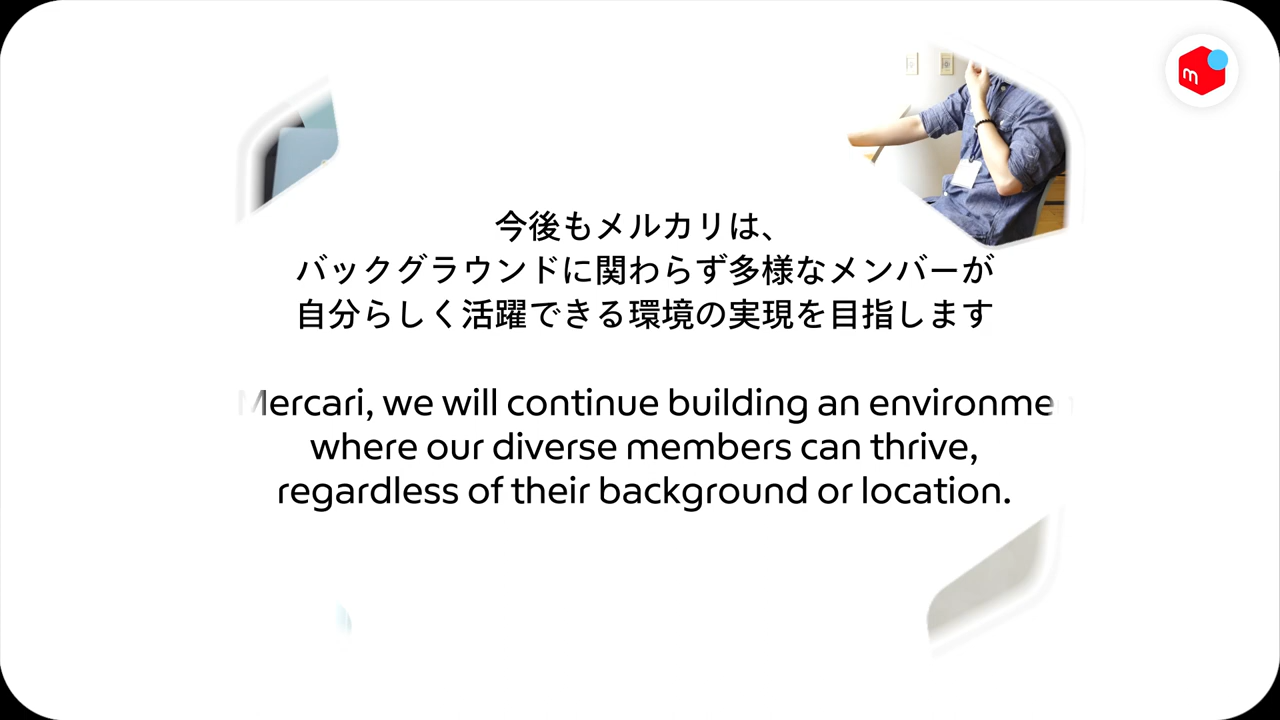 m
今後もメルカリは、
バックグラウンドに関わらず多様なメンバーが
自分らしく活躍できる環境の実現を目指します
Mercari, we will continue building an environmen
where our diverse members can thrive,
regardless of their background or location.